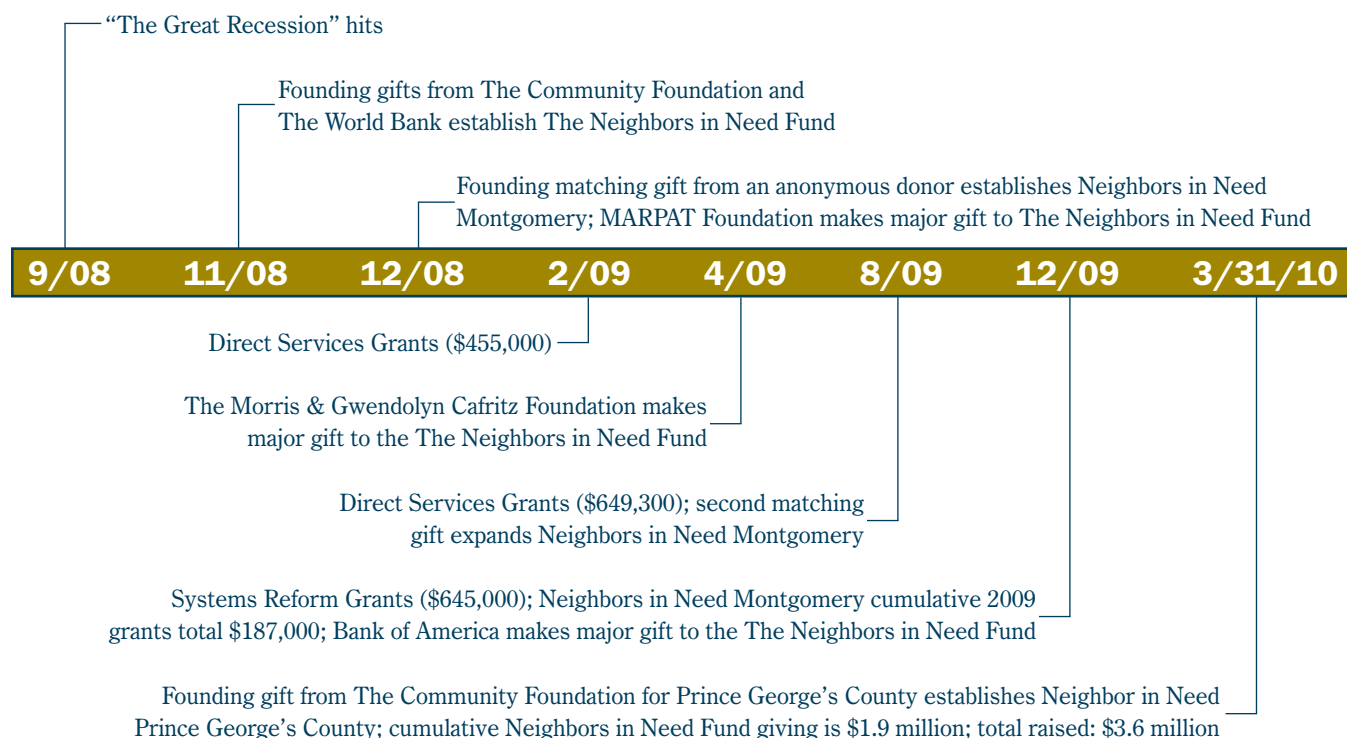 “The Great Recession” hits
Founding gifts from The Community Foundation and
The World Bank establish The Neighbors in Need Fund
Founding matching gift from an anonymous donor establishes Neighbors in Need
Montgomery; MARPAT Foundation makes major gift to The Neighbors in Need Fund
9/08 11/08 12/08 2/09 4/09 8/09 12/09 3/31/10
Direct Services Grants ($455,000)
The Morris & Gwendolyn Cafritz Foundation makes
major gift to the The Neighbors in Need Fund
Direct Services Grants ($649,300); second matching
gift expands Neighbors in Need Montgomery
Systems Reform Grants ($645,000); Neighbors in Need Montgomery cumulative 2009
grants total $187,000; Bank of America makes major gift to the The Neighbors in Need Fund
Founding gift from The Community Foundation for Prince George’s County establishes Neighbor in Need
Prince George’s County; cumulative Neighbors in Need Fund giving is $1.9 million; total raised: $3.6 million